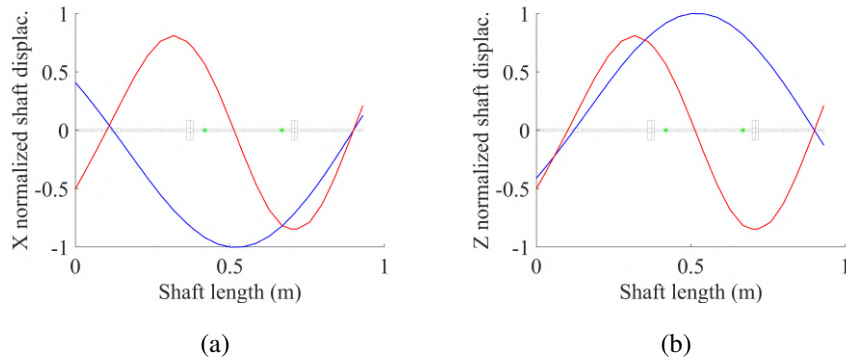 X normalized shaft displac.
1
0.5
0
-0.5
-1
0
0.5
1
Shaft length (m)
(a)
Z normalized shaft displac.
1
0.5
0
-0.5
-1
0
0.5
1
Shaft length (m)
(b)